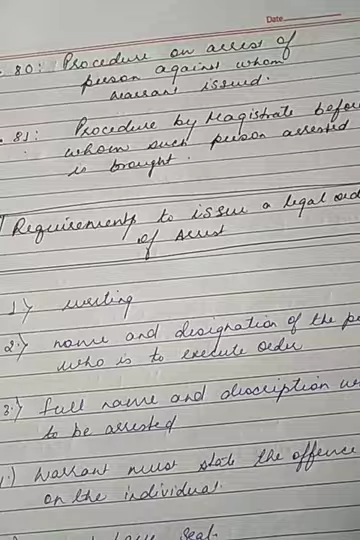 Date
80: Procedure on arrest of
person against whom
warrant issued.
81: Procedure by Magistrate before
whom such person arrested
is brought.
Requirements to issue a legal
of arrest
1) writing
2) name and designation of the
who is to execute order
3) full name and description
to be arrested
warrant must state the offence
on the individual.
seal.